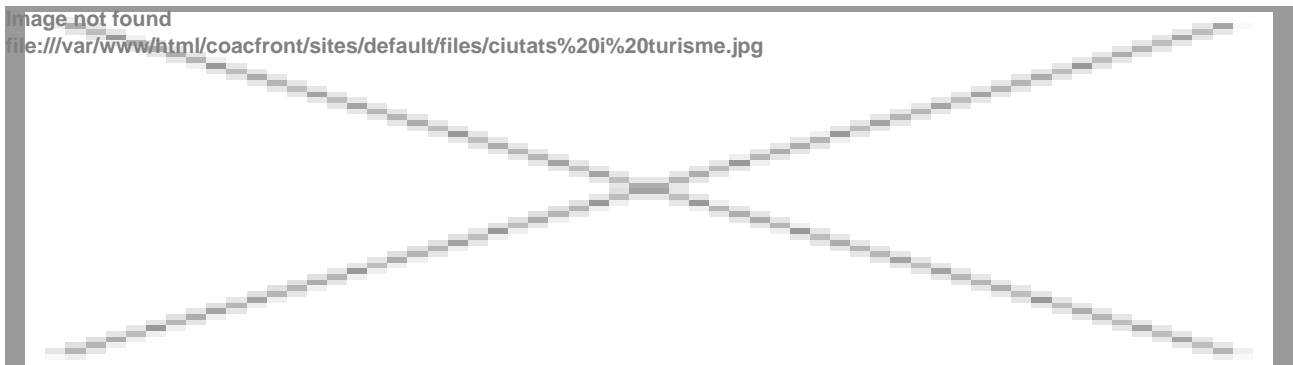 Image not found
file:///var/www/html/coacfront/sites/default/files/ciutats%20i%20turisme.jpg